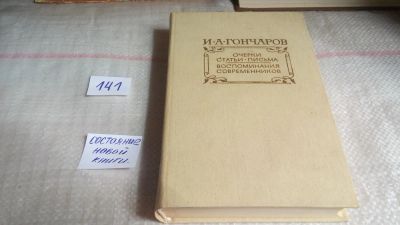 И·А·ГОНЧАРОВ
ОЧЕРКИ
СТАТЬИ·ПИСЬМА
ВОСПОМИНАНИЯ
СОВРЕМЕННИКОВ
141
СОСТОЯНИЕ
НОВОЙ
КНИГИ.